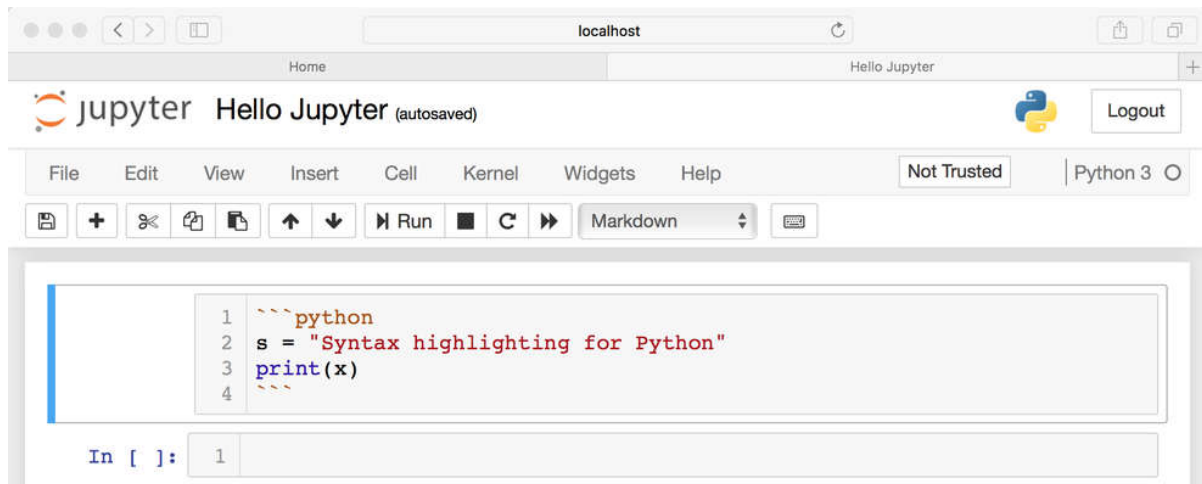 localhost
Home
Hello Jupyter
jupyter Hello Jupyter (autosaved)
Logout
File Edit View Insert Cell Kernel Widgets Help Not Trusted Python 3
Run Markdown
1 ```python
2 s = "Syntax highlighting for Python"
3 print(x)
4 ```
In [ ]: 1